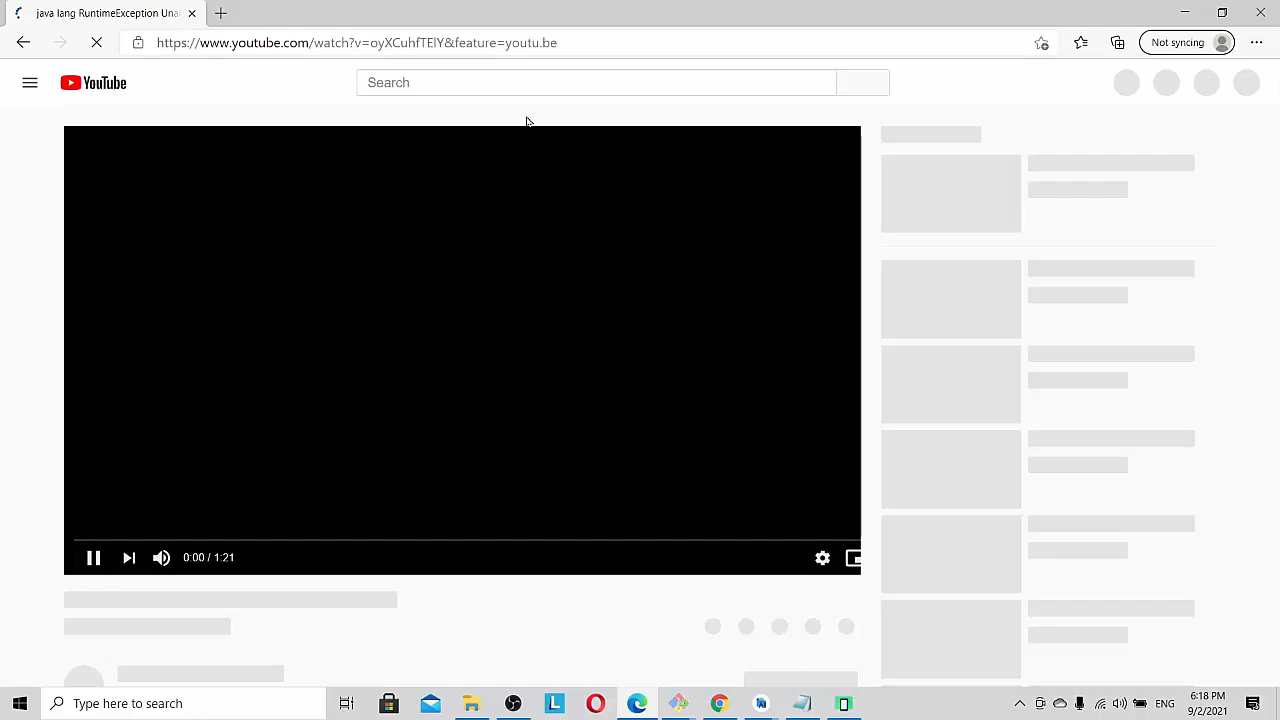 java lang RuntimeException Una
https://www.youtube.com/watch?v=oyXCuhfTElY&feature=youtu.be
Not syncing
YouTube
Search
0:00 / 1:21
Type here to search
L
ENG
6:18 PM
9/2/2021